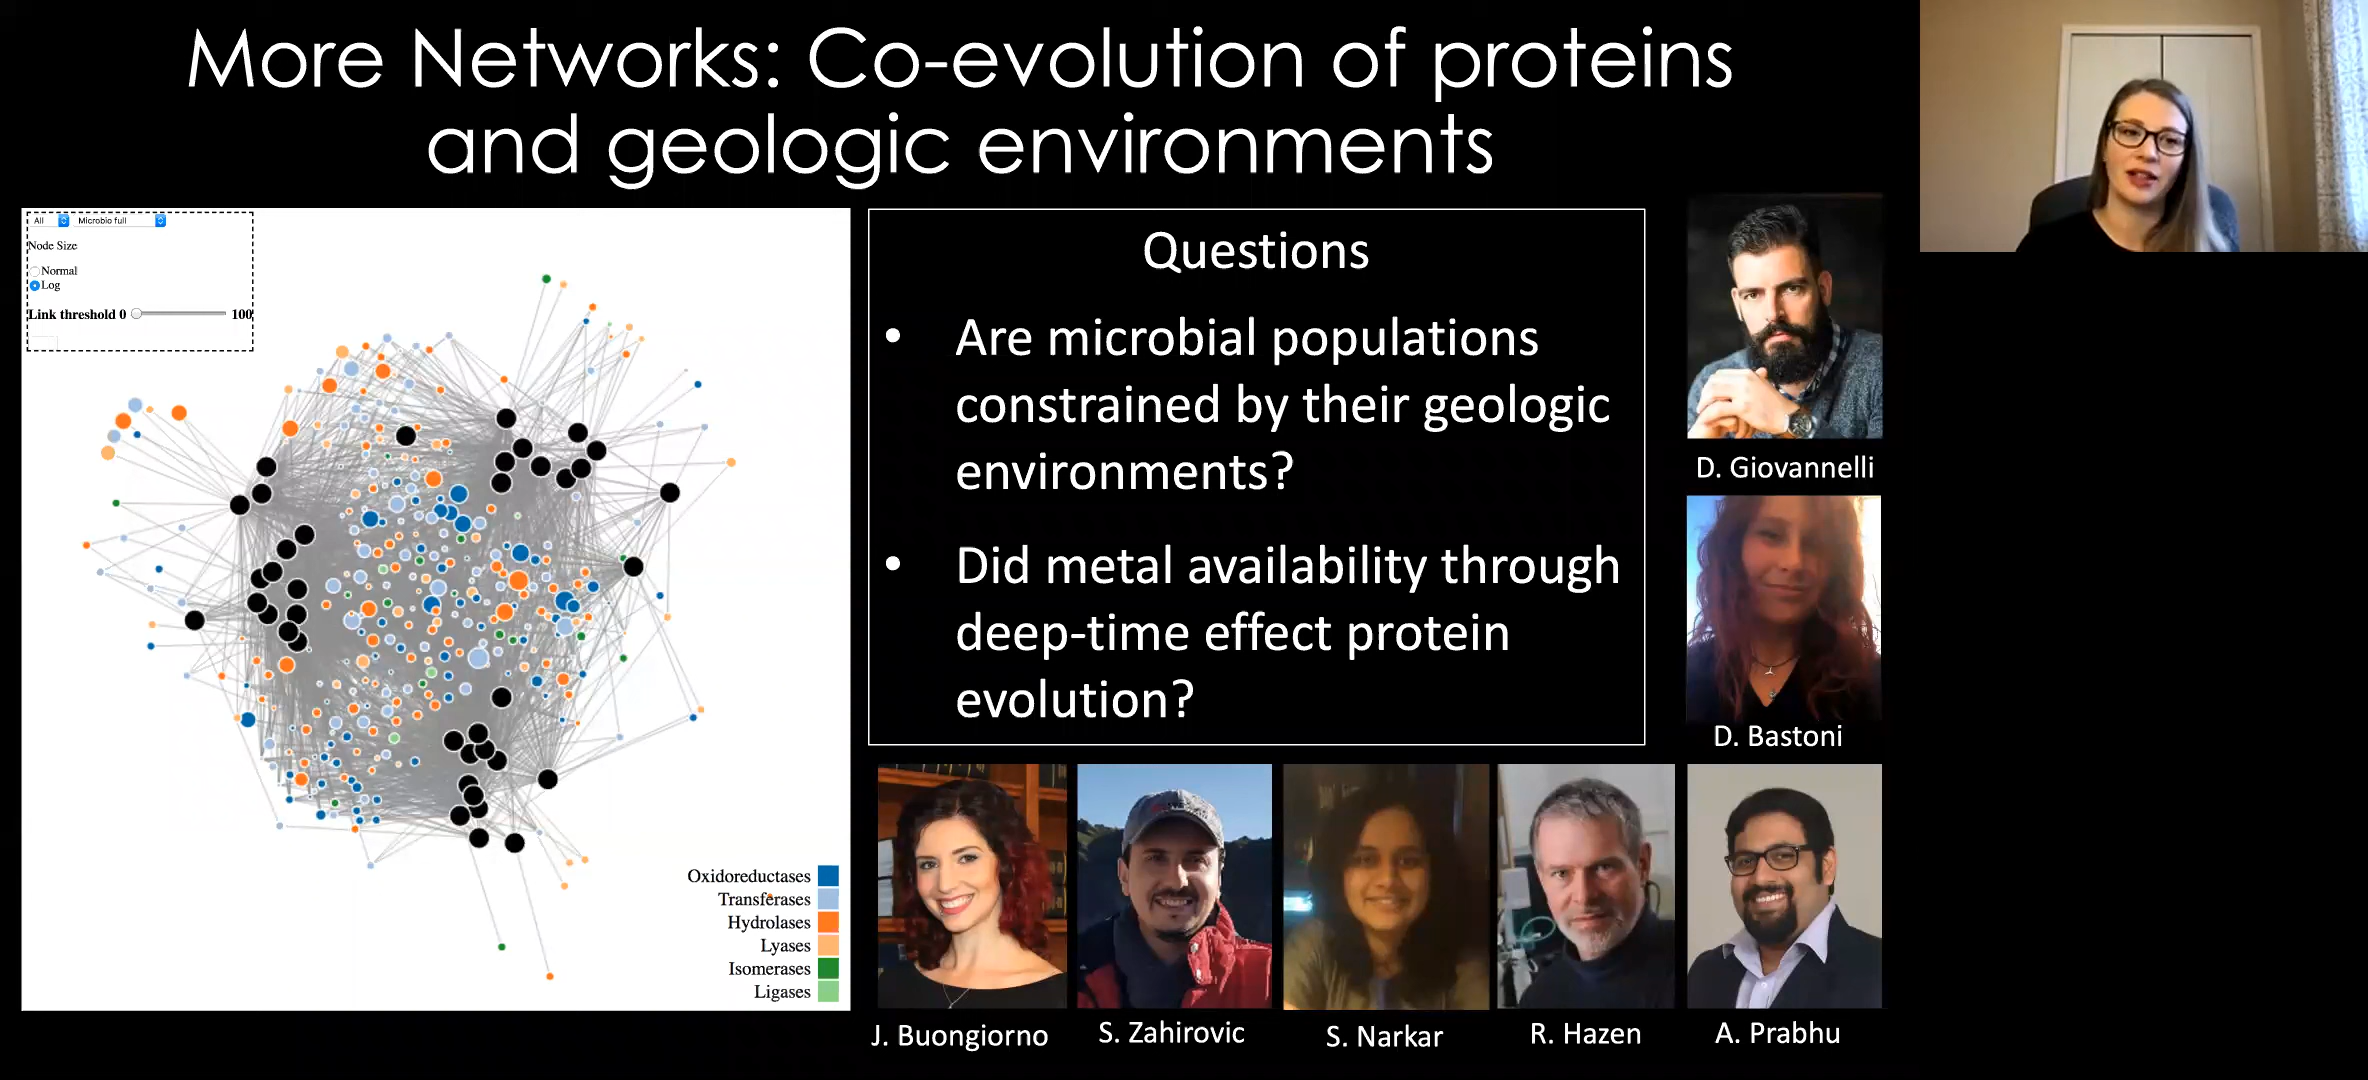 More Networks: Co-evolution of proteins
and geologic environments
All
Microbio full
Node Size
Normal
Log
Link threshold 0
100
Oxidoreductases
Transferases
Hydrolases
Lyases
Isomerases
Ligases
Questions
• Are microbial populations
constrained by their geologic
environments?
• Did metal availability through
deep-time effect protein
evolution?
D. Giovannelli
D. Bastoni
J. Buongiorno
S. Zahirovic
S. Narkar
R. Hazen
A. Prabhu